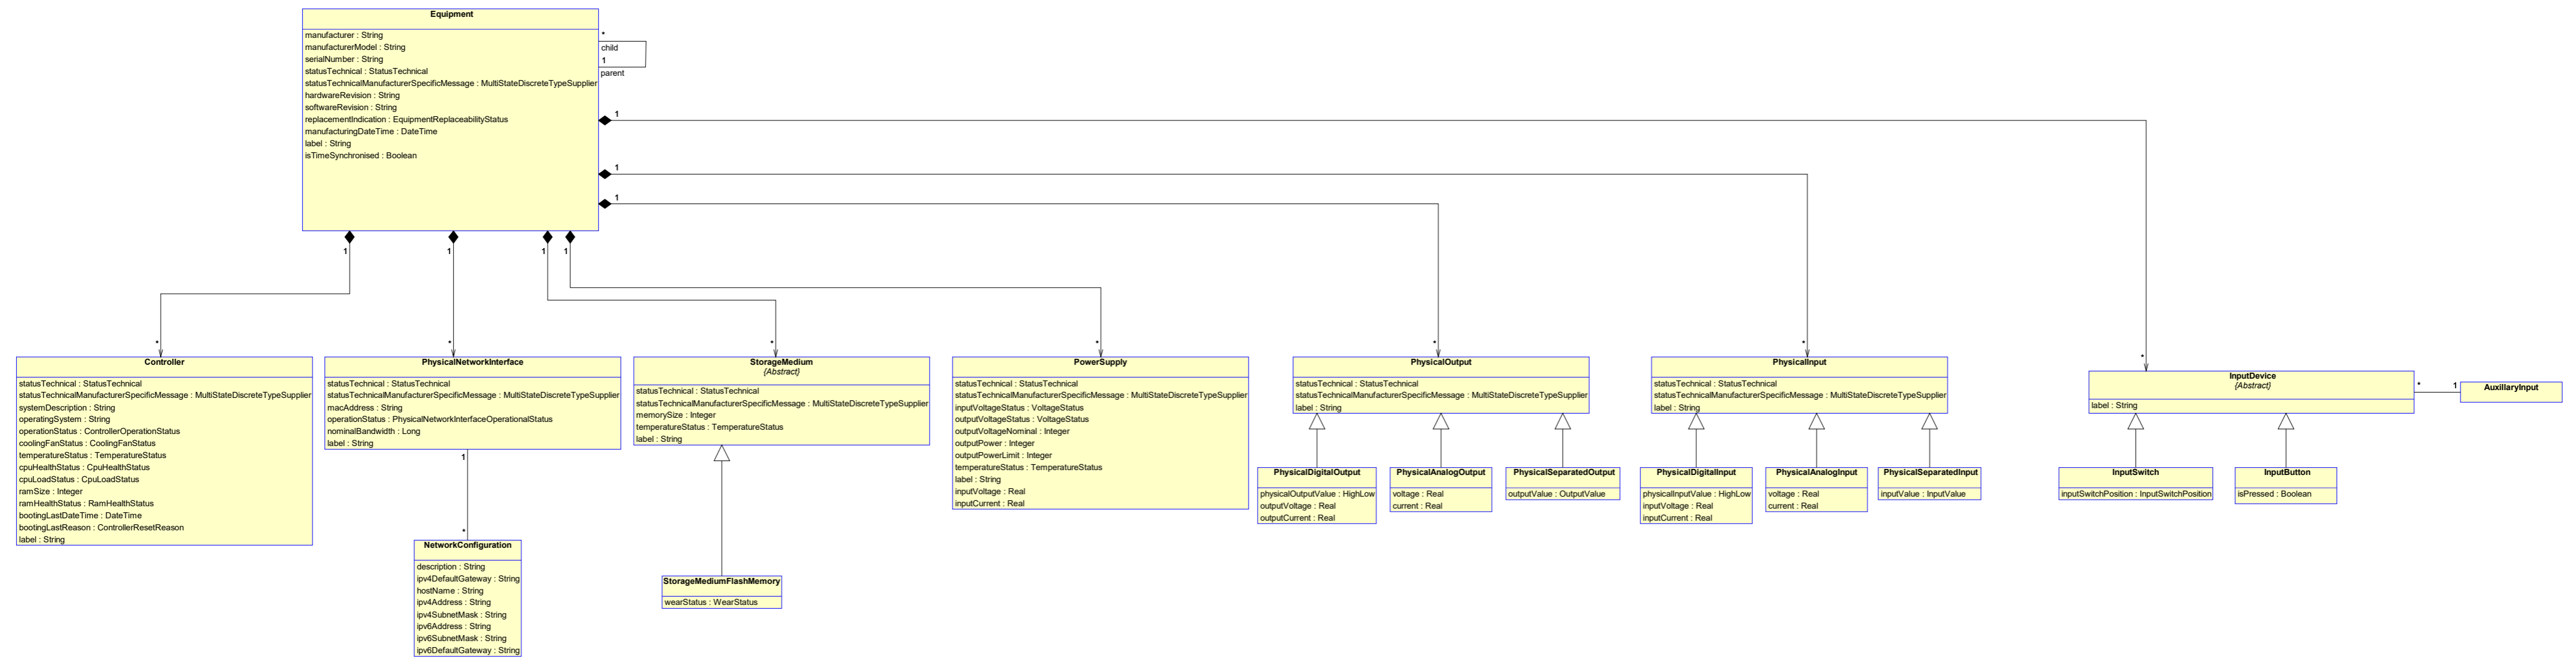 Equipment
manufacturer : String
manufacturerModel : String
serialNumber : String
statusTechnical : StatusTechnical
statusTechnicalManufacturerSpecificMessage : MultiStateDiscreteTypeSupplier
hardwareRevision : String
softwareRevision : String
replacementIndication : EquipmentReplaceabilityStatus
manufacturingDateTime : DateTime
label : String
isTimeSynchronised : Boolean
*
child
1
parent
1
1
1
1
1
1
1
*
*
*
*
*
*
*
Controller
statusTechnical : StatusTechnical
statusTechnicalManufacturerSpecificMessage : MultiStateDiscreteTypeSupplier
systemDescription : String
operatingSystem : String
operationStatus : ControllerOperationStatus
coolingFanStatus : CoolingFanStatus
temperatureStatus : TemperatureStatus
cpuHealthStatus : CpuHealthStatus
cpuLoadStatus : CpuLoadStatus
ramSize : Integer
ramHealthStatus : RamHealthStatus
bootingLastDateTime : DateTime
bootingLastReason : ControllerResetReason
label : String
PhysicalNetworkInterface
statusTechnical : StatusTechnical
statusTechnicalManufacturerSpecificMessage : MultiStateDiscreteTypeSupplier
macAddress : String
operationStatus : PhysicalNetworkInterfaceOperationalStatus
nominalBandwidth : Long
label : String
1
*
NetworkConfiguration
description : String
ipv4DefaultGateway : String
hostName : String
ipv4Address : String
ipv4SubnetMask : String
ipv6Address : String
ipv6SubnetMask : String
ipv6DefaultGateway : String
StorageMedium
{Abstract}
statusTechnical : StatusTechnical
statusTechnicalManufacturerSpecificMessage : MultiStateDiscreteTypeSupplier
memorySize : Integer
temperatureStatus : TemperatureStatus
label : String
StorageMediumFlashMemory
wearStatus : WearStatus
PowerSupply
statusTechnical : StatusTechnical
statusTechnicalManufacturerSpecificMessage : MultiStateDiscreteTypeSupplier
inputVoltageStatus : VoltageStatus
outputVoltageStatus : VoltageStatus
outputVoltageNominal : Integer
outputPower : Integer
outputPowerLimit : Integer
temperatureStatus : TemperatureStatus
label : String
inputVoltage : Real
inputCurrent : Real
PhysicalOutput
statusTechnical : StatusTechnical
statusTechnicalManufacturerSpecificMessage : MultiStateDiscreteTypeSupplier
label : String
PhysicalDigitalOutput
physicalOutputValue : HighLow
outputVoltage : Real
outputCurrent : Real
PhysicalAnalogOutput
voltage : Real
current : Real
PhysicalSeparatedOutput
outputValue : OutputValue
PhysicalInput
statusTechnical : StatusTechnical
statusTechnicalManufacturerSpecificMessage : MultiStateDiscreteTypeSupplier
label : String
PhysicalDigitalInput
physicalInputValue : HighLow
inputVoltage : Real
inputCurrent : Real
PhysicalAnalogInput
voltage : Real
current : Real
PhysicalSeparatedInput
inputValue : InputValue
InputDevice
{Abstract}
label : String
*
1
AuxillaryInput
InputSwitch
inputSwitchPosition : InputSwitchPosition
InputButton
isPressed : Boolean